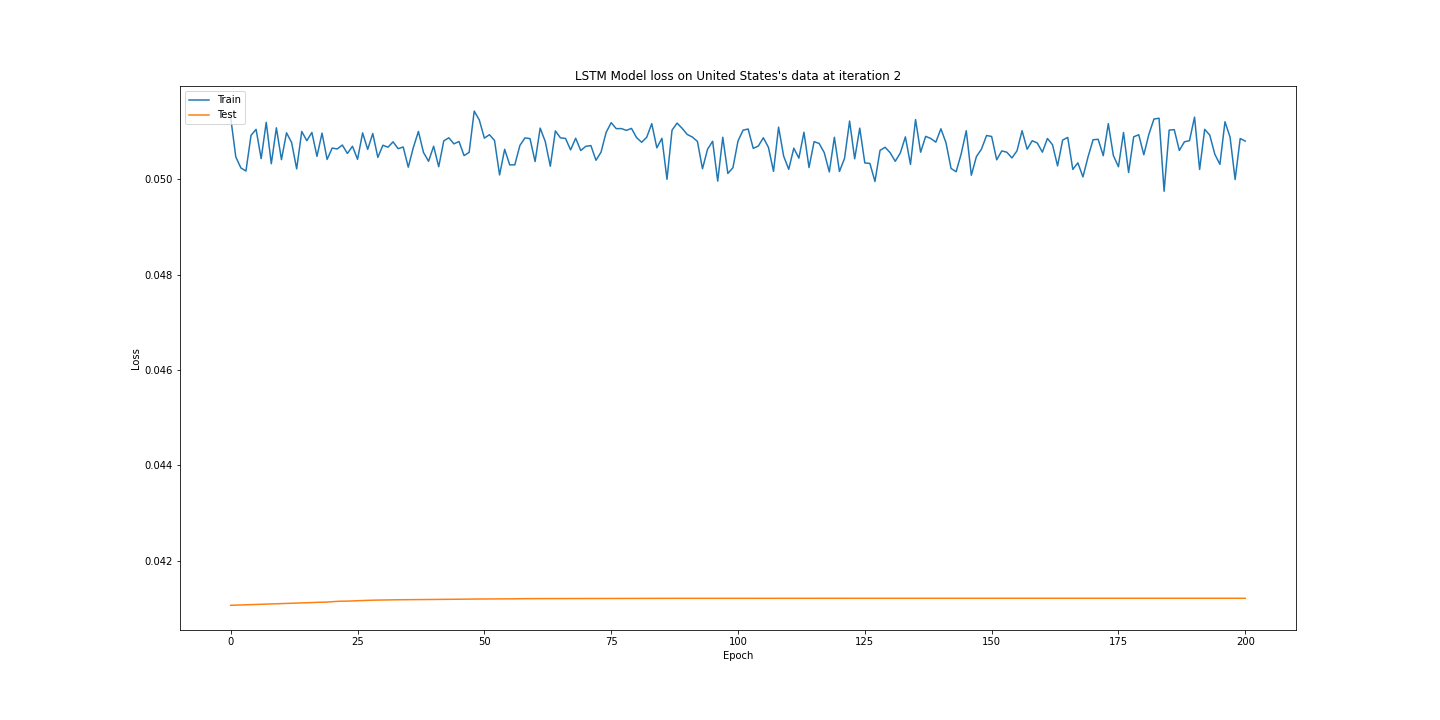 LSTM Model loss on United States's data at iteration 2
Train
Test
0.050
0.048
0.046
0.044
0.042
Loss
0 25 50 75 100 125 150 175 200
Epoch